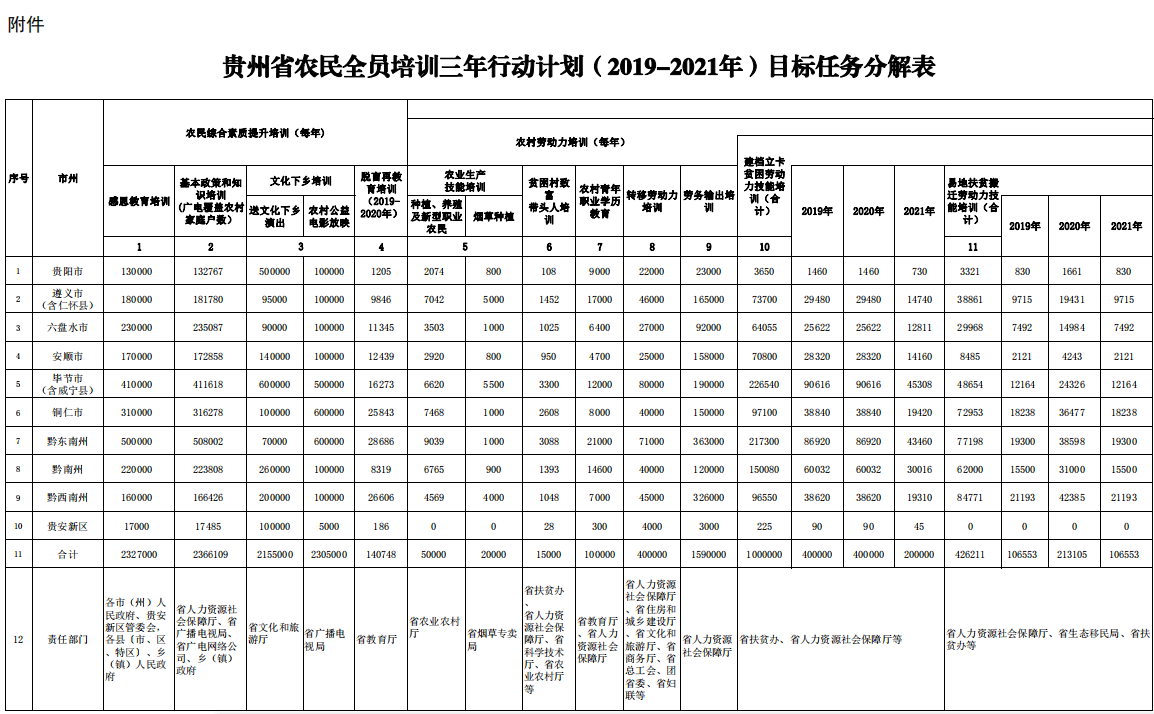 附件
贵州省农民全员培训三年行动计划（2019-2021年）目标任务分解表
序号 市州 农民综合素质提升培训（每年） 农村劳动力培训（每年）
感恩教育培训 基本政策和知识培训(广电覆盖农村家庭户数) 文化下乡培训 脱盲再教育培训（2019-2020年） 农业生产技能培训 贫困村致富带头人培训 农村青年职业学历教育 转移劳动力培训 劳务输出培训 建档立卡贫困劳动力技能培训（合计） 2019年 2020年 2021年 易地扶贫搬迁劳动力技能培训（合计） 2019年 2020年 2021年
送文化下乡演出 农村公益电影放映 种植、养殖及新型职业农民 烟草种植
1 2 3 4 5 6 7 8 9 10 11
1 贵阳市 130000 132767 500000 100000 1205 2074 800 108 9000 22000 23000 3650 1460 1460 730 3321 830 1661 830
2 遵义市（含仁怀县） 180000 181780 95000 100000 9846 7042 5000 1452 17000 46000 165000 73700 29480 29480 14740 38861 9715 19431 9715
3 六盘水市 230000 235087 90000 100000 11345 3503 1000 1025 6400 27000 92000 64055 25622 25622 12811 29968 7492 14984 7492
4 安顺市 170000 172858 140000 100000 12439 2920 800 950 4700 25000 158000 70800 28320 28320 14160 8485 2121 4243 2121
5 毕节市（含威宁县） 410000 411618 600000 500000 16273 6620 5500 3300 12000 80000 190000 226540 90616 90616 45308 48654 12164 24326 12164
6 铜仁市 310000 316278 100000 600000 25843 7468 1000 2608 8000 40000 150000 97100 38840 38840 19420 72953 18238 36477 18238
7 黔东南州 500000 508002 70000 600000 28686 9039 1000 3088 21000 71000 363000 217300 86920 86920 43460 77198 19300 38598 19300
8 黔南州 220000 223808 260000 100000 8319 6765 900 1393 14600 40000 120000 150080 60032 60032 30016 62000 15500 31000 15500
9 黔西南州 160000 166426 200000 100000 26606 4569 4000 1048 7000 45000 326000 96550 38620 38620 19310 84771 21193 42385 21193
10 贵安新区 17000 17485 100000 5000 186 0 0 28 300 4000 3000 225 90 90 45 0 0 0 0
11 合计 2327000 2366109 2155000 2305000 140748 50000 20000 15000 100000 400000 1590000 1000000 400000 400000 200000 426211 106553 213105 106553
12 责任部门 各市（州）人民政府、贵安新区管委会，各县〔市、区、特区〕、乡（镇）人民政府 省人力资源社会保障厅、省广播电视局、省广电网络公司、乡（镇）政府 省文化和旅游厅 省广播电视局 省教育厅 省农业农村厅 省烟草专卖局 省扶贫办、省人力资源社会保障厅、省科学技术厅、省农业农村厅等 省教育厅、省人力资源社会保障厅 省人力资源社会保障厅、省住房和城乡建设厅、省文化和旅游厅、省商务厅、省总工会、团省委、省妇联等 省人力资源社会保障厅 省扶贫办、省人力资源社会保障厅等 省人力资源社会保障厅、省生态移民局、省扶贫办等